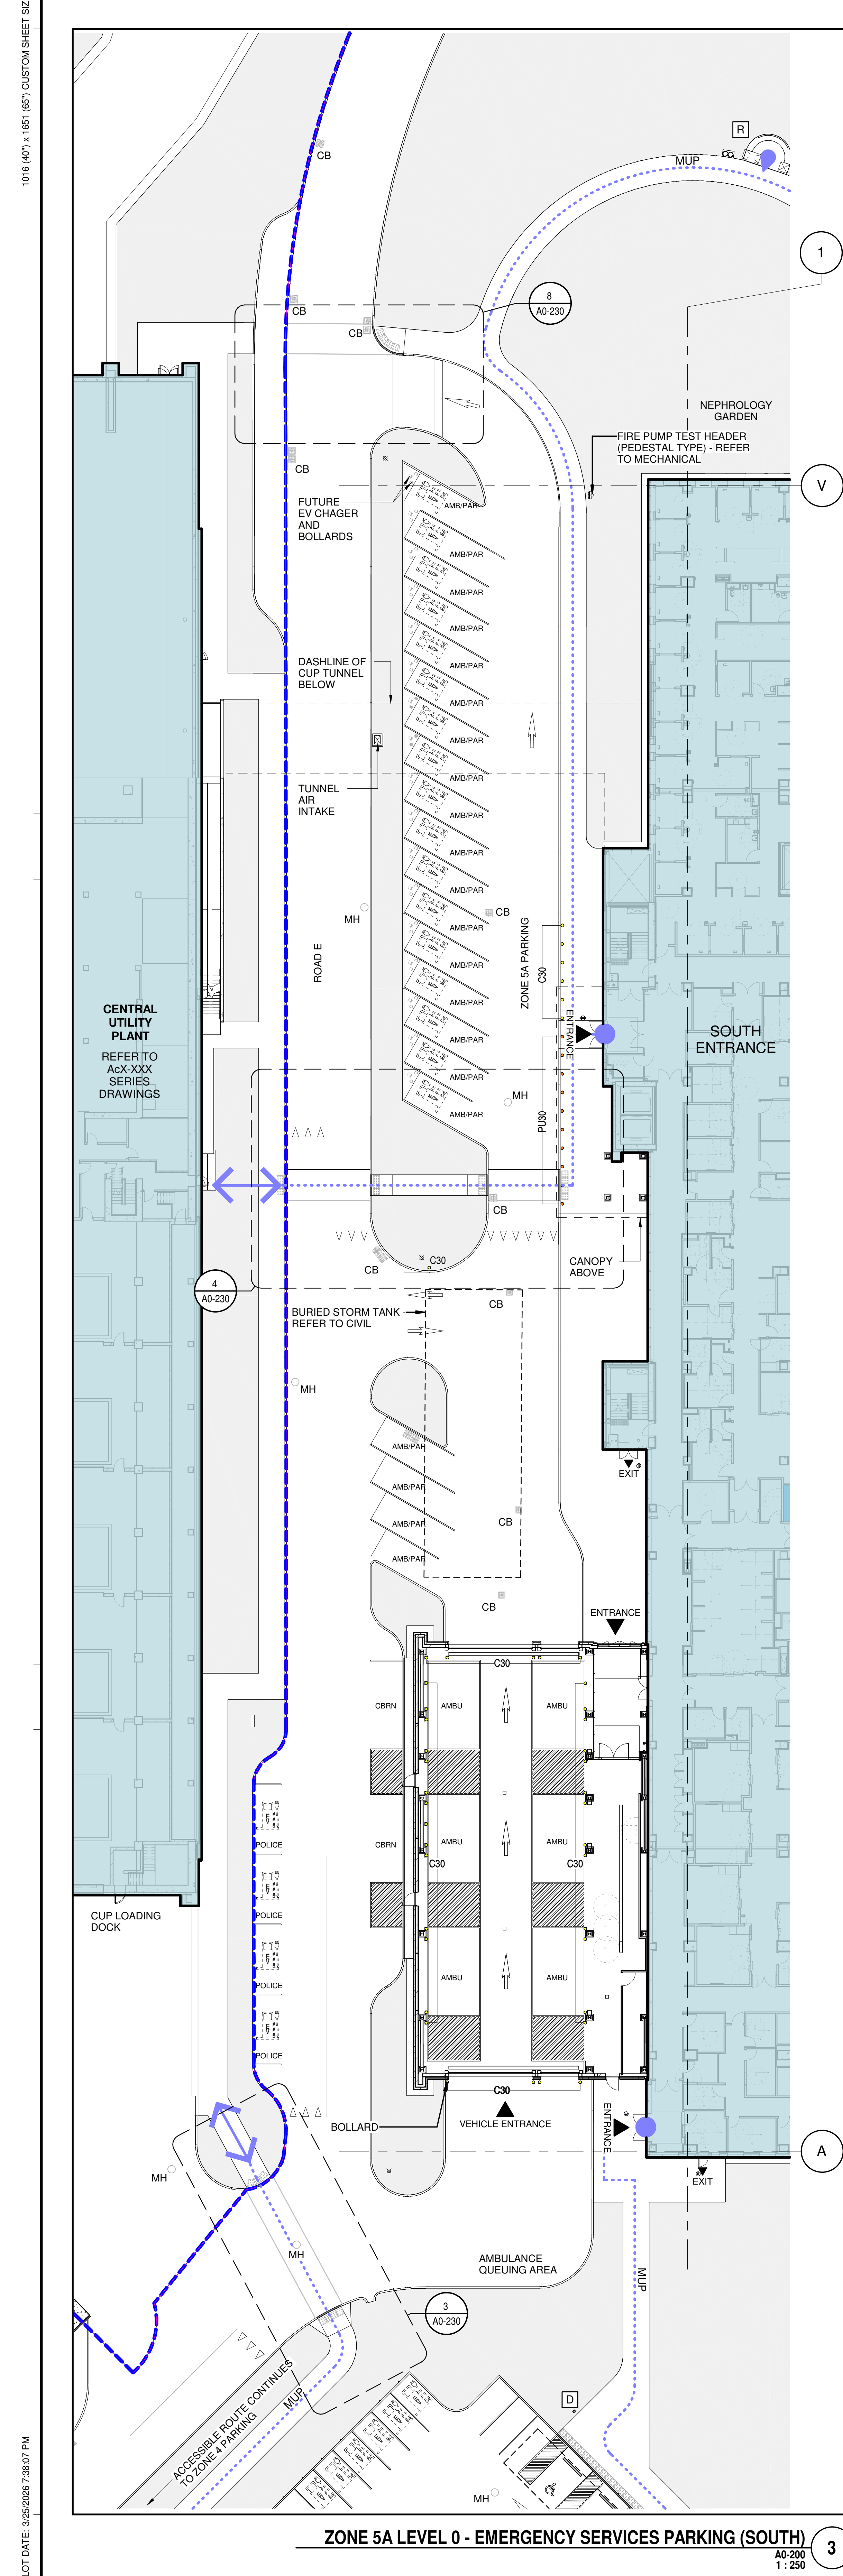 1016 (40") x 1651 (65") CUSTOM SHEET SIZ
CB
R
MUP
1
8
A0-230
CB
CB
NEPHROLOGY
GARDEN
FIRE PUMP TEST HEADER
(PEDESTAL TYPE) - REFER
TO MECHANICAL
CB
V
FUTURE
EV CHAGER
AND
BOLLARDS
AMB/PAR
AMB/PAR
AMB/PAR
AMB/PAR
DASHLINE OF
CUP TUNNEL
BELOW
AMB/PAR
AMB/PAR
AMB/PAR
AMB/PAR
TUNNEL
AIR
INTAKE
AMB/PAR
AMB/PAR
AMB/PAR
AMB/PAR
AMB/PAR
AMB/PAR
AMB/PAR
AMB/PAR
AMB/PAR
MH
CB
ROAD E
ZONE 5A PARKING
C30
ENTRANCE
CENTRAL
UTILITY
PLANT
REFER TO
AcX-XXX
SERIES
DRAWINGS
SOUTH
ENTRANCE
MH
PU30
CB
C30
CB
CANOPY
ABOVE
4
A0-230
BURIED STORM TANK -
REFER TO CIVIL
CB
MH
AMB/PAR
AMB/PAR
AMB/PAR
AMB/PAR
EXIT
CB
CB
ENTRANCE
C30
CBRN
AMBU
AMBU
CBRN
AMBU
AMBU
C30
C30
AMBU
AMBU
POLICE
POLICE
POLICE
POLICE
CUP LOADING
DOCK
C30
BOLLARD
VEHICLE ENTRANCE
ENTRANCE
A
MH
EXIT
MH
AMBULANCE
QUEUING AREA
MUP
3
A0-230
ACCESSIBLE ROUTE CONTINUES
TO ZONE 4 PARKING
MUP
D
MH
LOT DATE: 3/25/2026 7:38:07 PM
ZONE 5A LEVEL 0 - EMERGENCY SERVICES PARKING (SOUTH)
A0-200
1 : 250
3